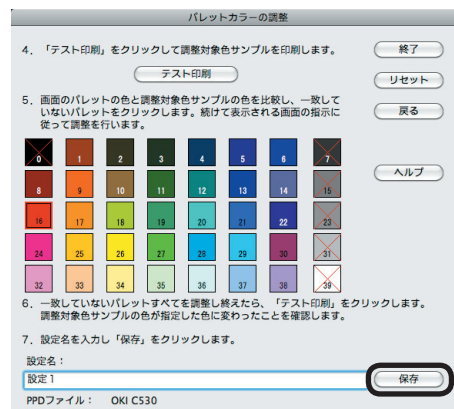 パレットカラーの調整
4. 「テスト印刷」をクリックして調整対象色サンプルを印刷します。
終了
テスト印刷
リセット
5. 画面のパレットの色と調整対象色サンプルの色を比較し、一致して
いないパレットをクリックします。続けて表示される画面の指示に
従って調整を行います。
戻る
0 1 2 3 4 5 6 7
ヘルプ
8 9 10 11 12 13 14 15
16 17 18 19 20 21 22 23
24 25 26 27 28 29 30 31
32 33 34 35 36 37 38 39
6. 一致していないパレットすべてを調整し終えたら、「テスト印刷」をクリックします。
調整対象色サンプルの色が指定した色に変わったことを確認します。
7. 設定名を入力し「保存」をクリックします。
設定名：
設定1
保存
PPDファイル： OKI C530